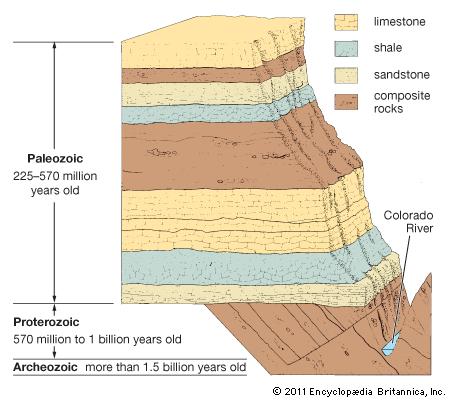 limestone
shale
sandstone
composite
rocks
Paleozoic
225–570 million
years old
Colorado
River
Proterozoic
570 million to 1 billion years old
Archeozoic more than 1.5 billion years old
© 2011 Encyclopædia Britannica, Inc.